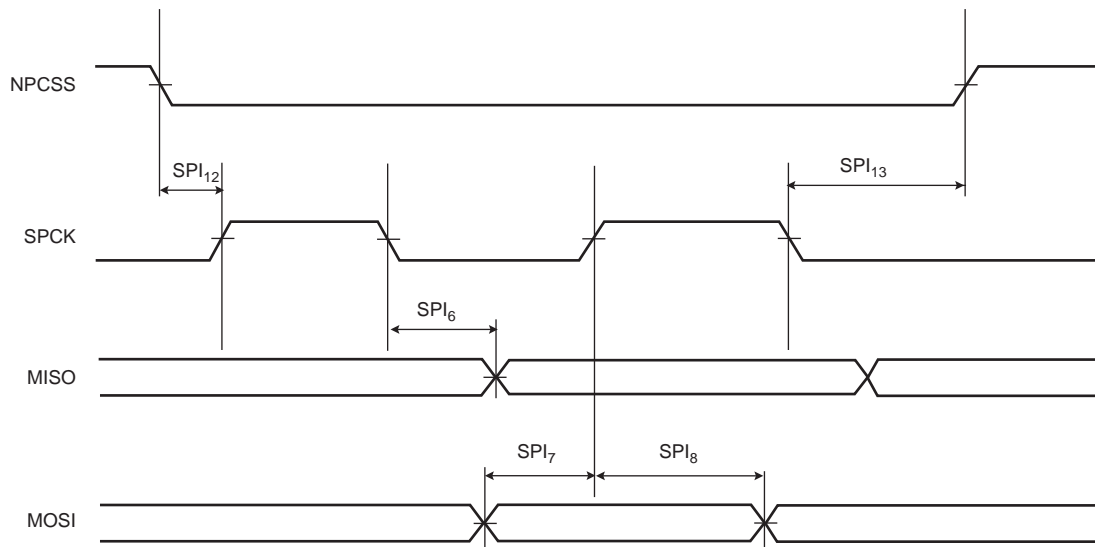 NPCSS
SPI₁₂
SPI₁₃
SPCK
SPI₆
MISO
SPI₇
SPI₈
MOSI